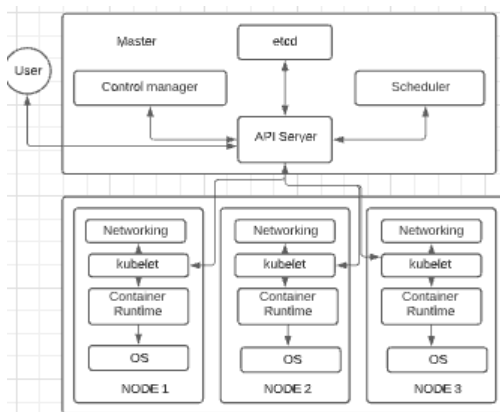 Master
etcd
User
Control manager
Scheduler
API Server
Networking
kubelet
Container
Runtime
OS
NODE 1
Networking
kubelet
Container
Runtime
OS
NODE 2
Networking
kubelet
Container
Runtime
OS
NODE 3